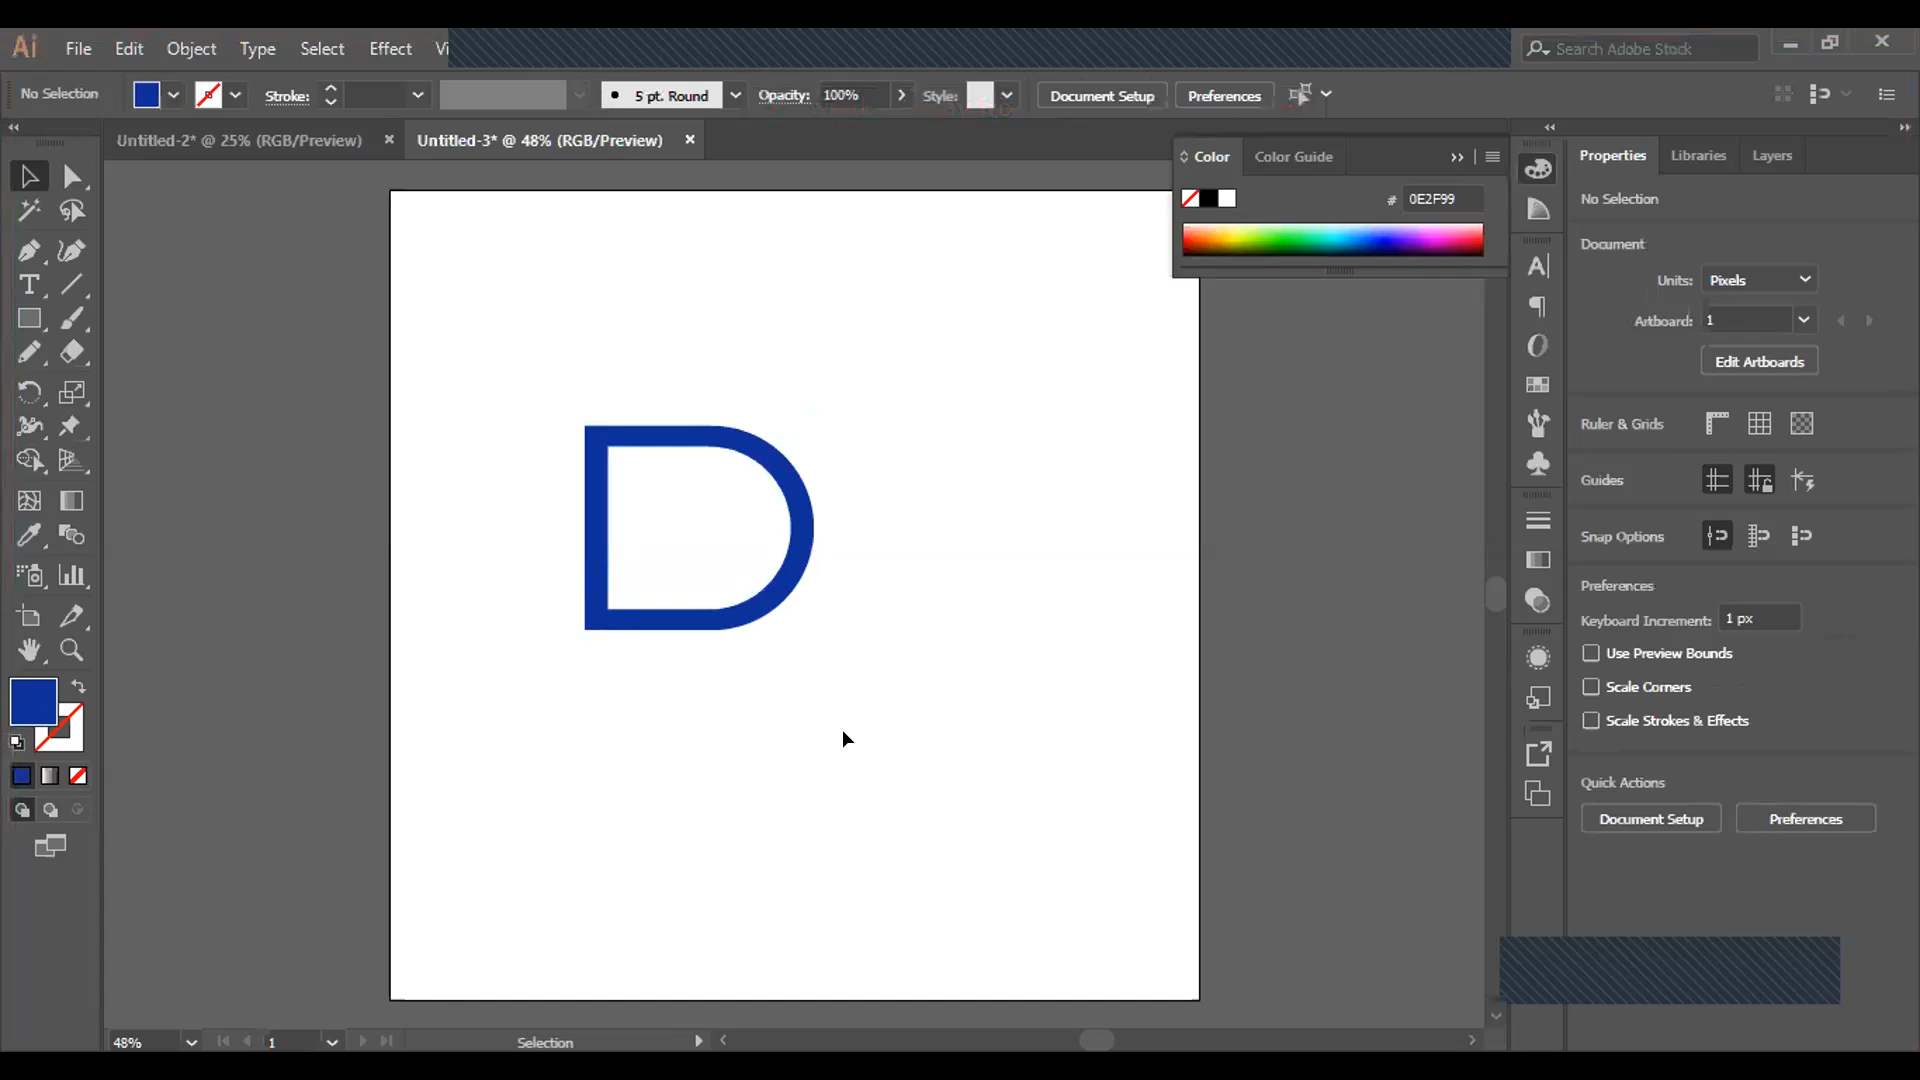 Ai File Edit Object Type Select Effect Vi Search Adobe Stock
No Selection Stroke: 5 pt. Round Opacity: 100% Style: Document Setup Preferences
Untitled-2* @ 25% (RGB/Preview) Untitled-3* @ 48% (RGB/Preview)
Color Color Guide
# 0E2F99
Properties Libraries Layers
No Selection
Document
Units: Pixels
Artboard: 1
Edit Artboards
Ruler & Grids
Guides
Snap Options
Preferences
Keyboard Increment: 1 px
Use Preview Bounds
Scale Corners
Scale Strokes & Effects
Quick Actions
Document Setup Preferences
D
48% 1 Selection